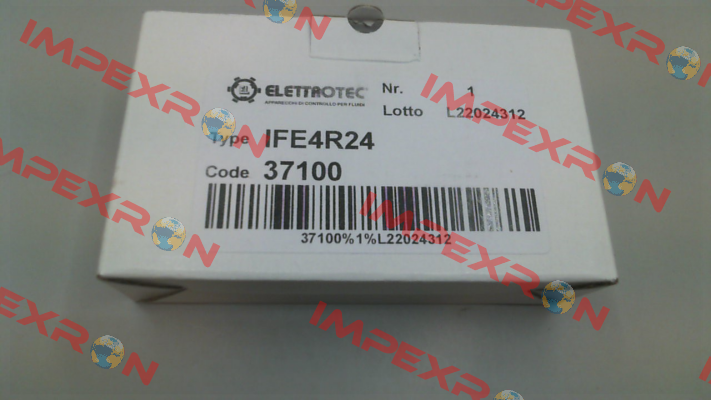 ELETTROTEC
APPARECCHI DI CONTROLLO PER FLUIDI
Nr. 1
Lotto L22024312
Type IFE4R24
Code 37100
37100%1%L22024312
IMPEXRON
IMPEXRON
IMPEXRON
IMPEXRON
IMPEXRON
IMPEXRON